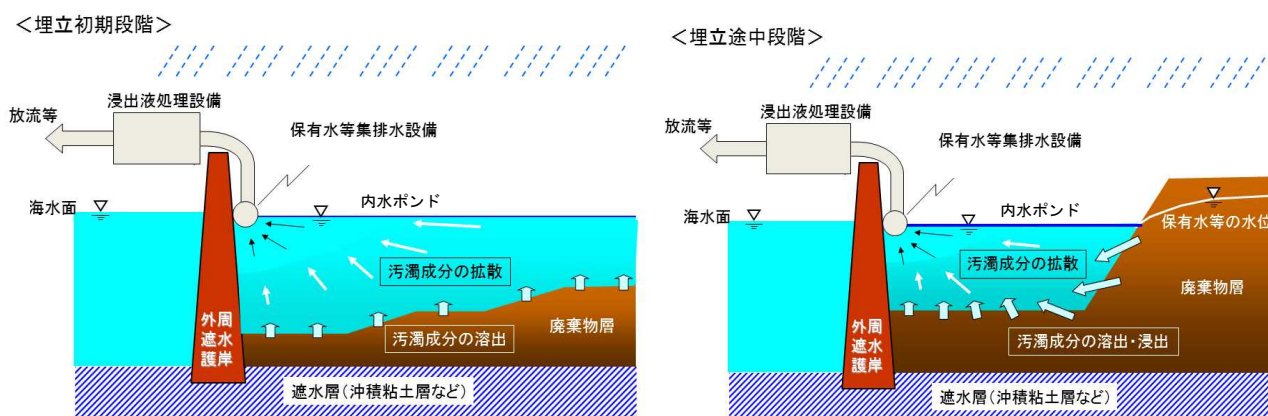 ＜埋立初期段階＞
浸出液処理設備
放流等
保有水等集排水設備
海水面
内水ポンド
汚濁成分の拡散
外周
遮水
護岸
汚濁成分の溶出
廃棄物層
遮水層（沖積粘土層など）
＜埋立途中段階＞
浸出液処理設備
放流等
保有水等集排水設備
海水面
内水ポンド
保有水等の水位
汚濁成分の拡散
廃棄物層
外周
遮水
護岸
汚濁成分の溶出・浸出
遮水層（沖積粘土層など）